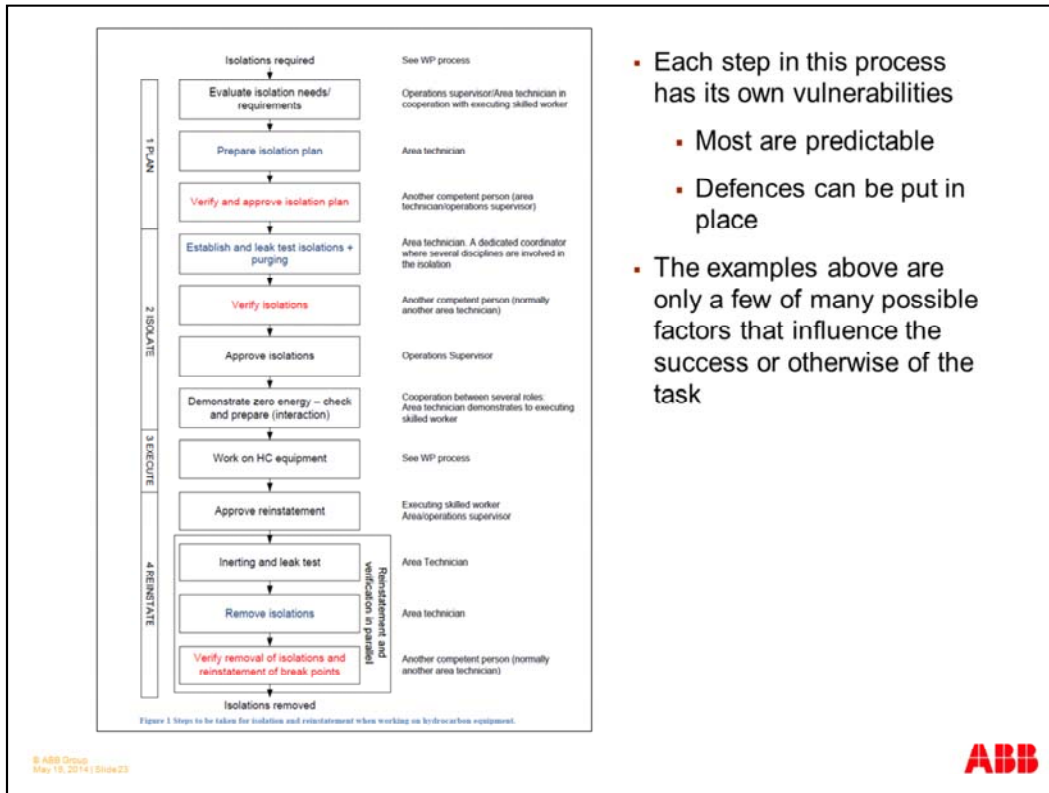 Isolations required
See WP process
1 PLAN
Evaluate isolation needs/
requirements
Operations supervisor/Area technician in
cooperation with executing skilled worker
Prepare isolation plan
Area technician
Verify and approve isolation plan
Another competent person (area
technician/operations supervisor)
2 ISOLATE
Establish and leak test isolations +
purging
Area technician. A dedicated coordinator
where several disciplines are involved in
the isolation
Verify isolations
Another competent person (normally
another area technician)
Approve isolations
Operations Supervisor
Demonstrate zero energy – check
and prepare (interaction)
Cooperation between several roles.
Area technician demonstrates to executing
skilled worker
3 EXECUTE
Work on HC equipment
See WP process
4 REINSTATE
Approve reinstatement
Executing skilled worker
Area/operations supervisor
Reinstatement and
verification in parallel
Inerting and leak test
Area Technician
Remove isolations
Area technician
Verify removal of isolations and
reinstatement of break points
Another competent person (normally
another area technician)
Isolations removed
Figure 1 Steps to be taken for isolation and reinstatement when working on hydrocarbon equipment.
▪ Each step in this process
has its own vulnerabilities
▪ Most are predictable
▪ Defences can be put in
place
▪ The examples above are
only a few of many possible
factors that influence the
success or otherwise of the
task
© ABB Group
May 16, 2014 | Slide 23
ABB